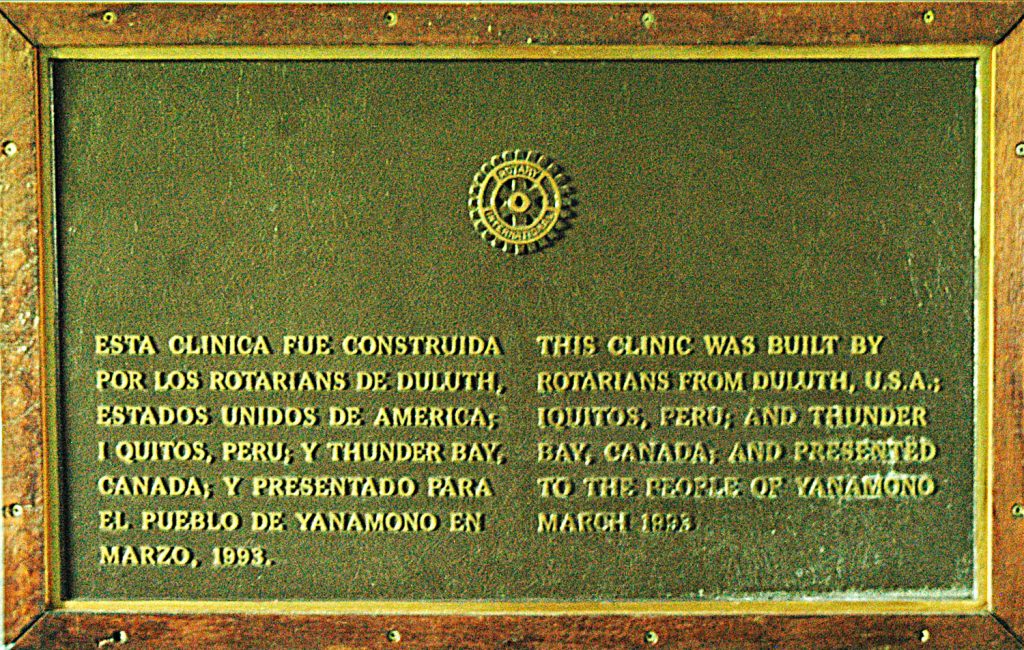 ROTARY
INTERNATIONAL
ESTA CLINICA FUE CONSTRUIDA
POR LOS ROTARIANS DE DULUTH,
ESTADOS UNIDOS DE AMERICA;
I QUITOS, PERU; Y THUNDER BAY,
CANADA; Y PRESENTADO PARA
EL PUEBLO DE YANAMONO EN
MARZO, 1993.
THIS CLINIC WAS BUILT BY
ROTARIANS FROM DULUTH, U.S.A.;
IQUITOS, PERU; AND THUNDER
BAY, CANADA; AND PRESENTED
TO THE PEOPLE OF YANAMONO
MARCH 1993